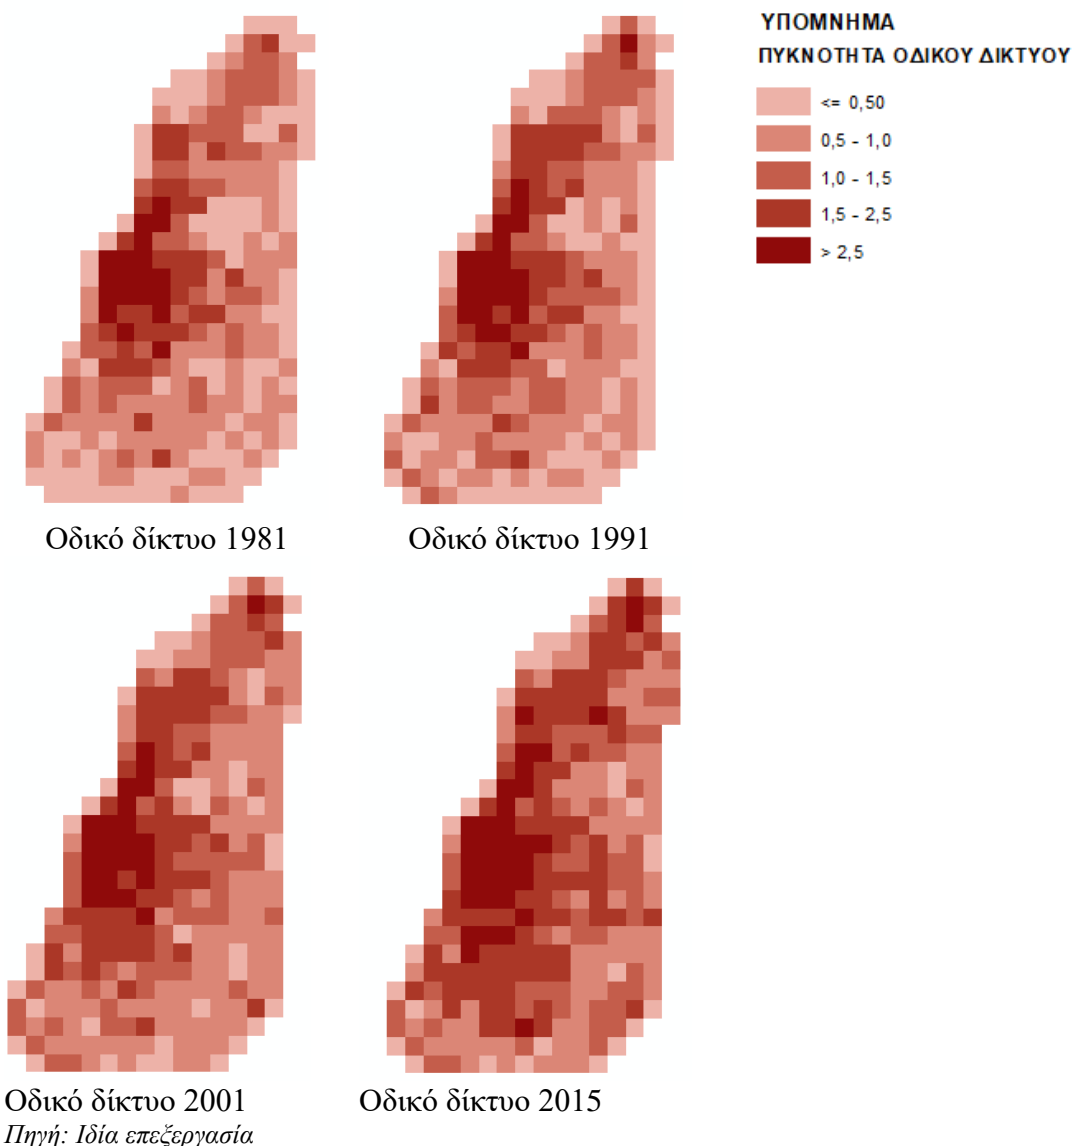 ΥΠΟΜΝΗΜΑ
ΠΥΚΝΟΤΗΤΑ ΟΔΙΚΟΥ ΔΙΚΤΥΟΥ
<= 0,50
0,5 - 1,0
1,0 - 1,5
1,5 - 2,5
> 2,5
Οδικό δίκτυο 1981
Οδικό δίκτυο 1991
Οδικό δίκτυο 2001
Οδικό δίκτυο 2015
Πηγή: Ιδία επεξεργασία